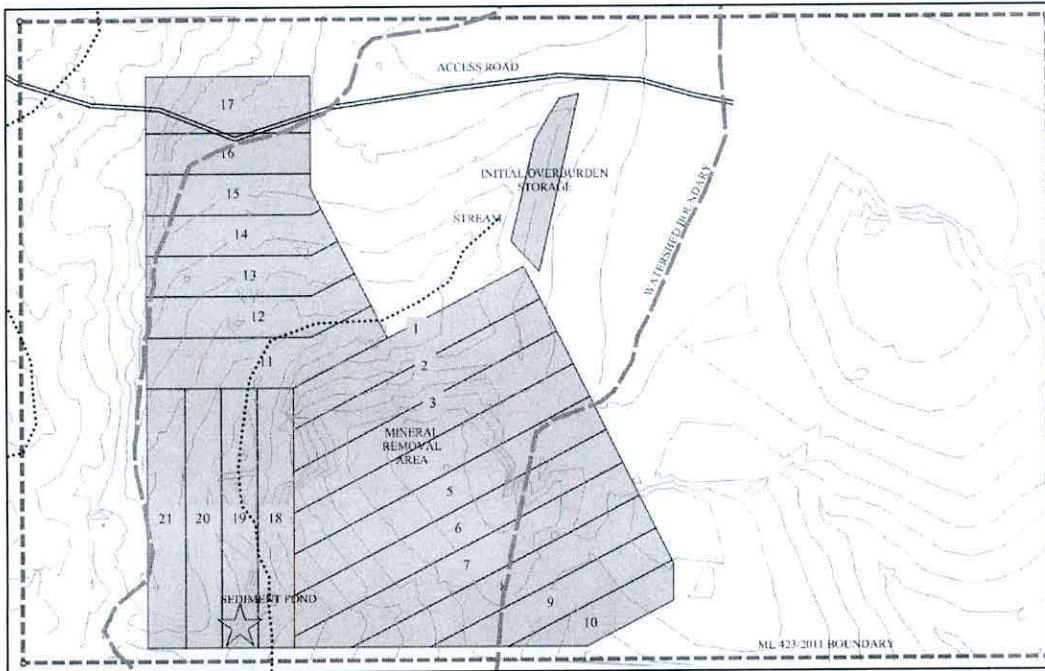 ACCESS ROAD
17
16
INITIAL OVERBURDEN
STORAGE
15
STREAM
14
WATERSHED BOUNDARY
13
12
1
11
2
3
MINERAL
REMOVAL
AREA
5
6
21
20
19
18
7
9
SEDIMENT POND
10
ML 423/2011 BOUNDARY